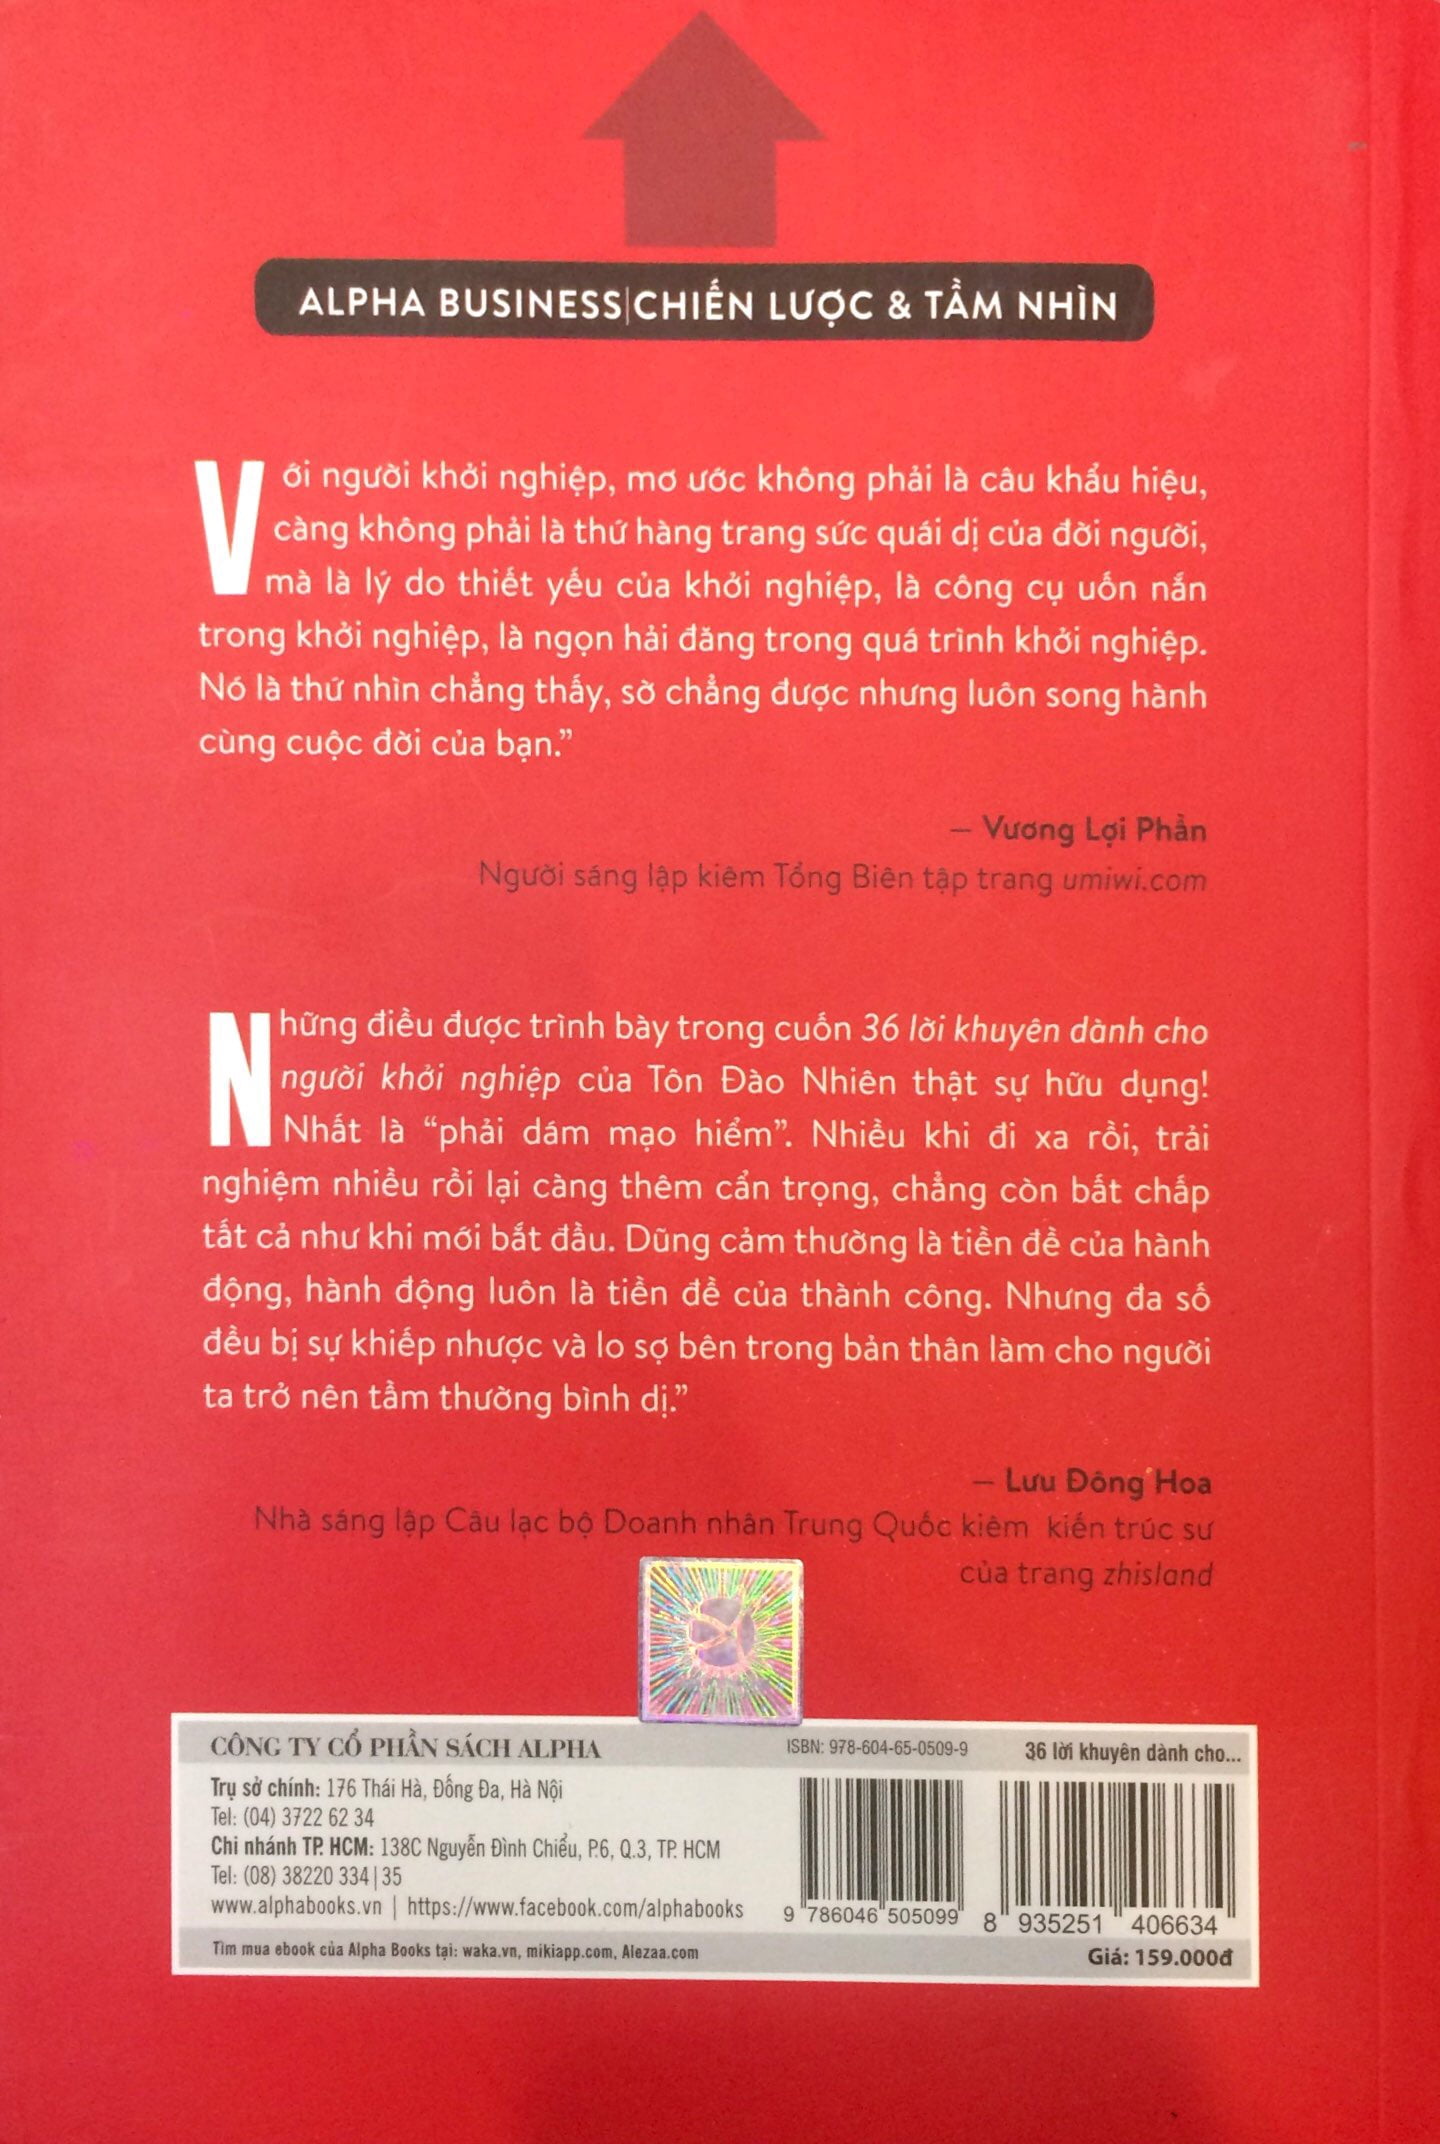 ALPHA BUSINESS|CHIẾN LƯỢC & TẦM NHÌN
Với người khởi nghiệp, mơ ước không phải là câu khẩu hiệu,
càng không phải là thứ hàng trang sức quái dị của đời người,
mà là lý do thiết yếu của khởi nghiệp, là công cụ uốn nắn
trong khởi nghiệp, là ngọn hải đăng trong quá trình khởi nghiệp.
Nó là thứ nhìn chẳng thấy, sờ chẳng được nhưng luôn song hành
cùng cuộc đời của bạn.”
— Vương Lợi Phần
Người sáng lập kiêm Tổng Biên tập trang umiwi.com
Những điều được trình bày trong cuốn 36 lời khuyên dành cho
người khởi nghiệp của Tôn Đào Nhiên thật sự hữu dụng!
Nhất là “phải dám mạo hiểm”. Nhiều khi đi xa rồi, trải
nghiệm nhiều rồi lại càng thêm cẩn trọng, chẳng còn bất chấp
tất cả như khi mới bắt đầu. Dũng cảm thường là tiền đề của hành
động, hành động luôn là tiền đề của thành công. Nhưng đa số
đều bị sự khiếp nhược và lo sợ bên trong bản thân làm cho người
ta trở nên tầm thường bình dị.”
— Lưu Đông Hoa
Nhà sáng lập Câu lạc bộ Doanh nhân Trung Quốc kiêm kiến trúc sư
của trang zhisland
CÔNG TY CỔ PHẦN SÁCH ALPHA
Trụ sở chính: 176 Thái Hà, Đống Đa, Hà Nội
Tel: (04) 3722 62 34
Chi nhánh TP. HCM: 138C Nguyễn Đình Chiểu, P.6, Q.3, TP. HCM
Tel: (08) 38220 334|35
www.alphabooks.vn | https://www.facebook.com/alphabooks
Tìm mua ebook của Alpha Books tại: waka.vn, mikiapp.com, Alezaa.com
ISBN: 978-604-65-0509-9
9 786046 505099
36 lời khuyên dành cho...
8 935251 406634
Giá: 159.000đ